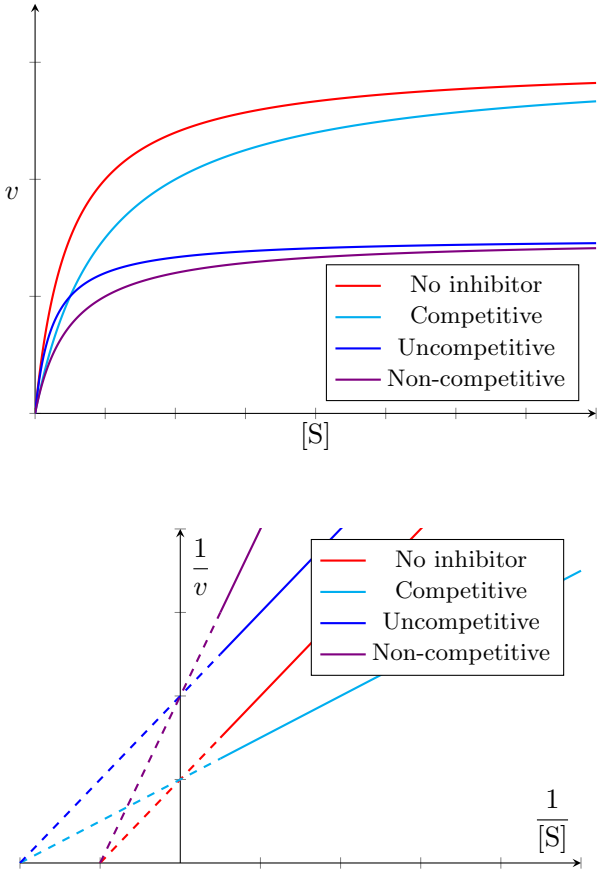 v
No inhibitor
Competitive
Uncompetitive
Non-competitive
[S]
1
v
No inhibitor
Competitive
Uncompetitive
Non-competitive
1
[S]